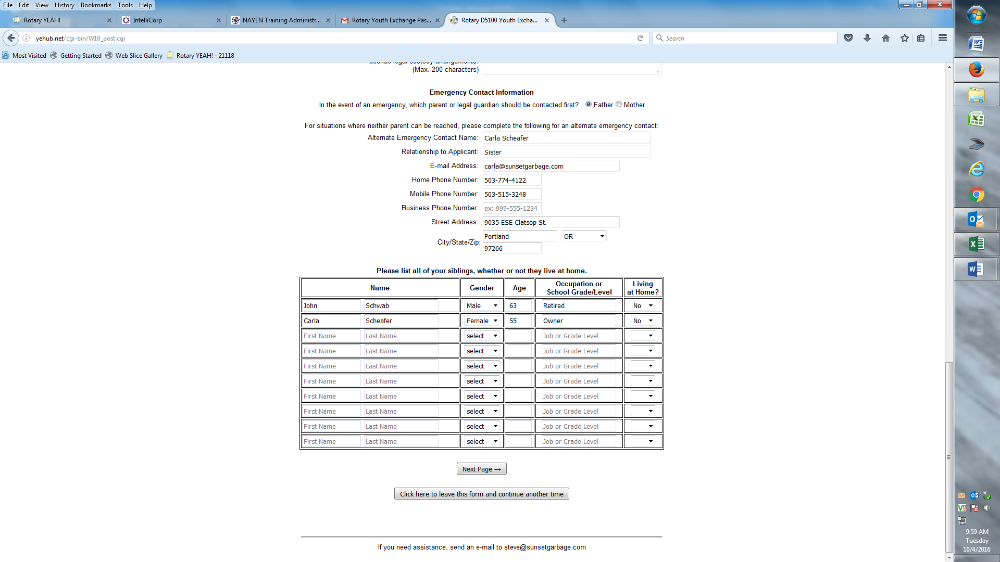 File Edit View History Bookmarks Tools Help
Rotary YEAH! IntelliCorp NAYEN Training Administr... Rotary Youth Exchange Pas... Rotary D5100 Youth Excha...
yehub.net/cgi-bin/W10_post.cgi Search
Most Visited Getting Started Web Slice Gallery Rotary YEAH! - 21118
describe legal custody arrangements:
(Max. 200 characters)
Emergency Contact Information
In the event of an emergency, which parent or legal guardian should be contacted first? Father Mother
For situations where neither parent can be reached, please complete the following for an alternate emergency contact:
Alternate Emergency Contact Name: Carla Scheafer
Relationship to Applicant: Sister
E-mail Address: carla@sunsetgarbage.com
Home Phone Number: 503-774-4122
Mobile Phone Number: 503-515-3248
Business Phone Number: ex: 999-555-1234
Street Address: 9035 ESE Clatsop St.
City/State/Zip: Portland OR
97266
Please list all of your siblings, whether or not they live at home.
Name Gender Age Occupation or School Grade/Level Living at Home?
John Schwab Male 63 Retired No
Carla Scheafer Female 55 Owner No
First Name Last Name select Job or Grade Level
First Name Last Name select Job or Grade Level
First Name Last Name select Job or Grade Level
First Name Last Name select Job or Grade Level
First Name Last Name select Job or Grade Level
First Name Last Name select Job or Grade Level
First Name Last Name select Job or Grade Level
First Name Last Name select Job or Grade Level
Next Page →
Click here to leave this form and continue another time
If you need assistance, send an e-mail to steve@sunsetgarbage.com
9:59 AM
Tuesday
10/4/2016